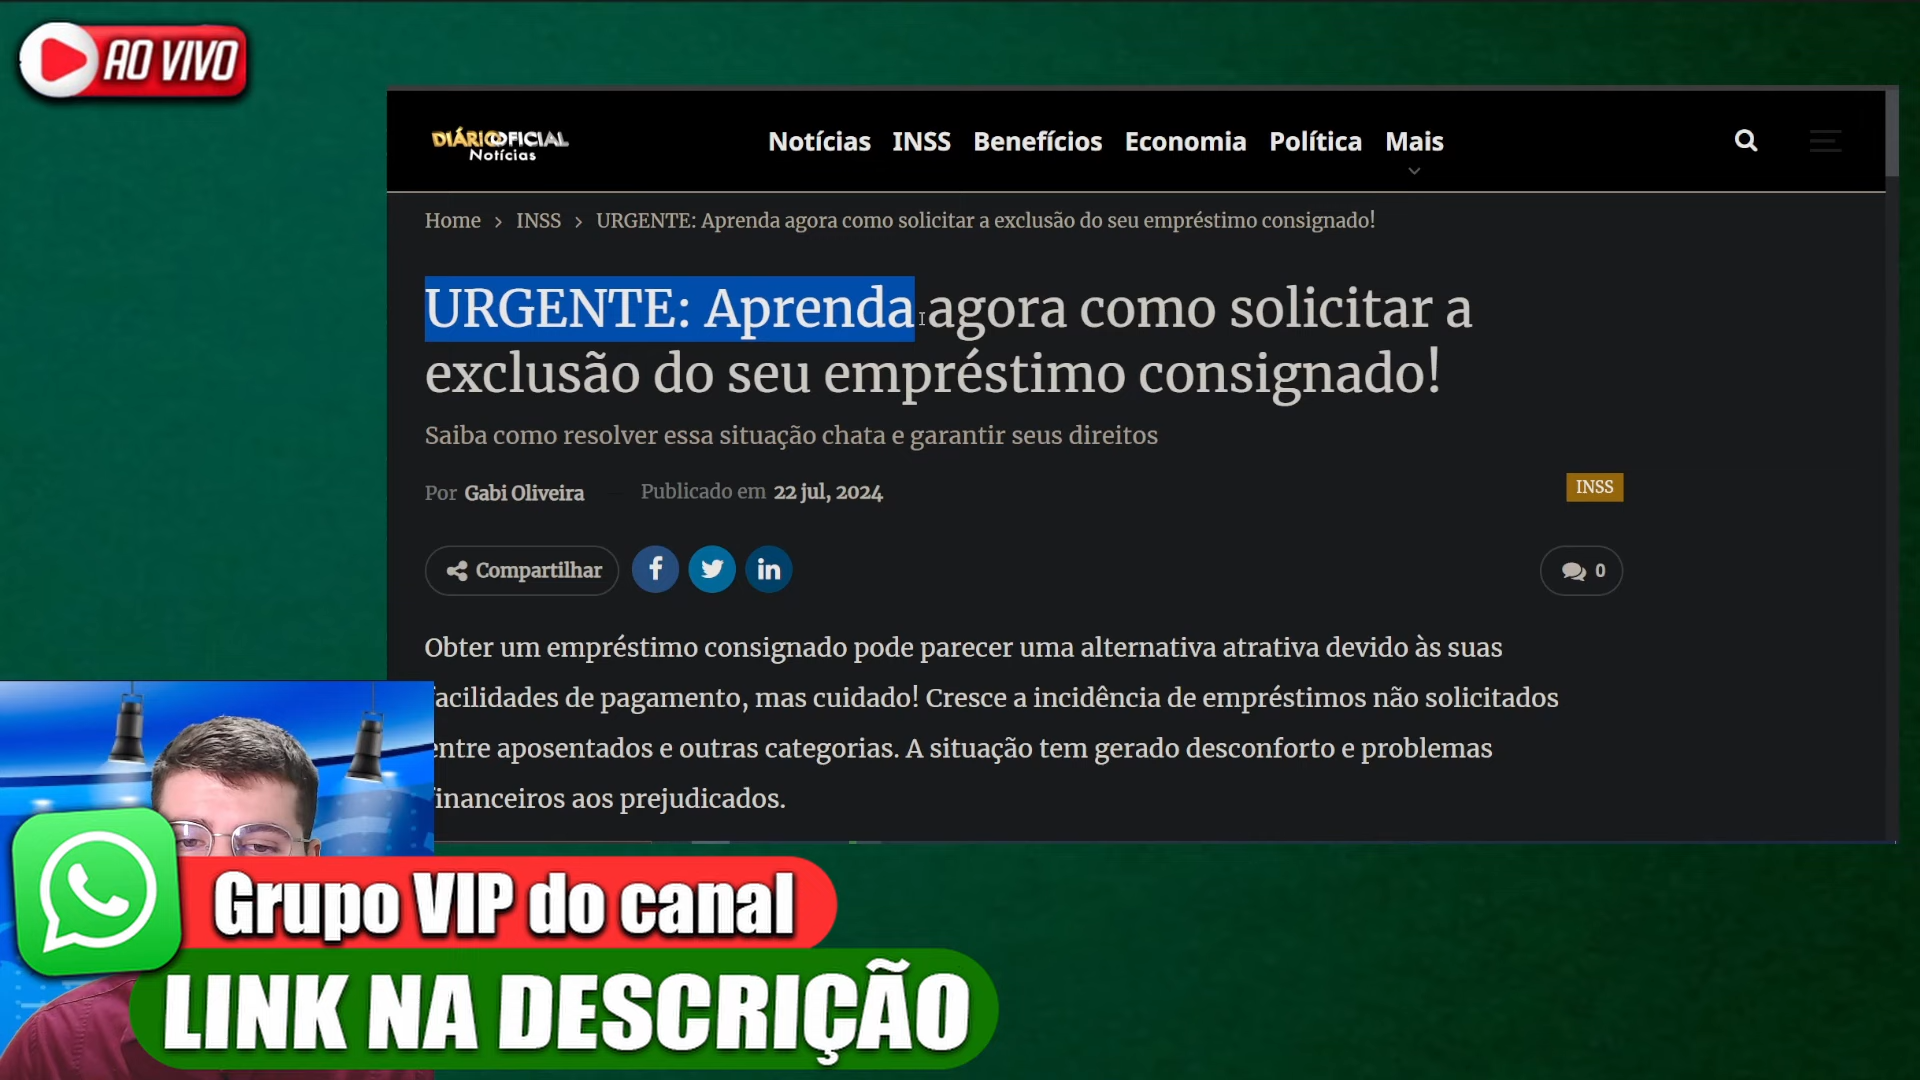 AO VIVO
DIÁRIO OFICIAL
Notícias
Notícias INSS Benefícios Economia Política Mais
Home > INSS > URGENTE: Aprenda agora como solicitar a exclusão do seu empréstimo consignado!
URGENTE: Aprenda agora como solicitar a
exclusão do seu empréstimo consignado!
Saiba como resolver essa situação chata e garantir seus direitos
Por Gabi Oliveira Publicado em 22 jul, 2024
INSS
Compartilhar
0
Obter um empréstimo consignado pode parecer uma alternativa atrativa devido às suas
facilidades de pagamento, mas cuidado! Cresce a incidência de empréstimos não solicitados
entre aposentados e outras categorias. A situação tem gerado desconforto e problemas
financeiros aos prejudicados.
Grupo VIP do canal
LINK NA DESCRIÇÃO